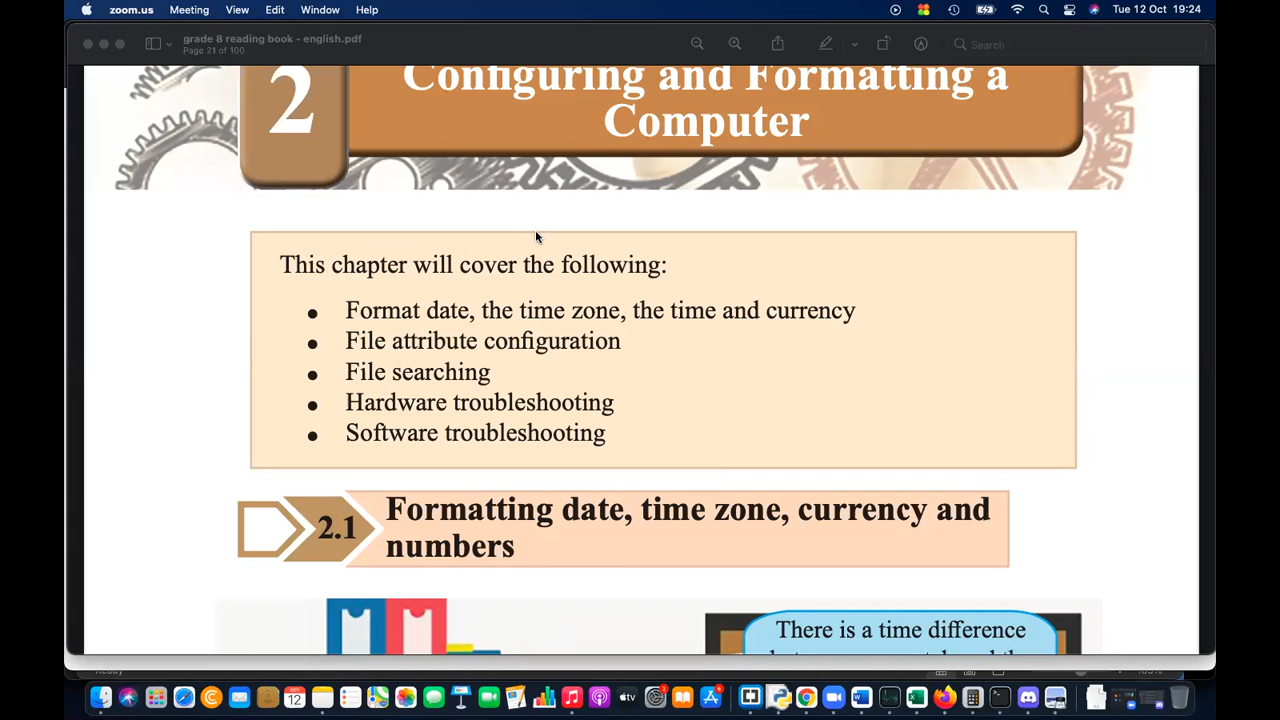 zoom.us Meeting View Edit Window Help Tue 12 Oct 19:24
grade 8 reading book - english.pdf
Page 21 of 100
Search
2
Configuring and Formatting a
Computer
This chapter will cover the following:
● Format date, the time zone, the time and currency
● File attribute configuration
● File searching
● Hardware troubleshooting
● Software troubleshooting
2.1
Formatting date, time zone, currency and
numbers
There is a time difference